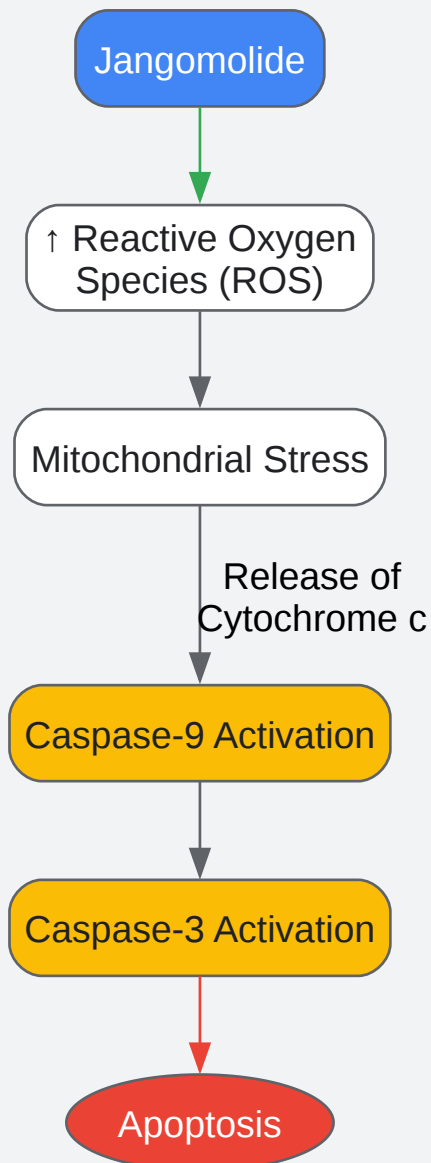 Jangomolide
↑ Reactive Oxygen
Species (ROS)
Mitochondrial Stress
Release of
Cytochrome c
Caspase-9 Activation
Caspase-3 Activation
Apoptosis